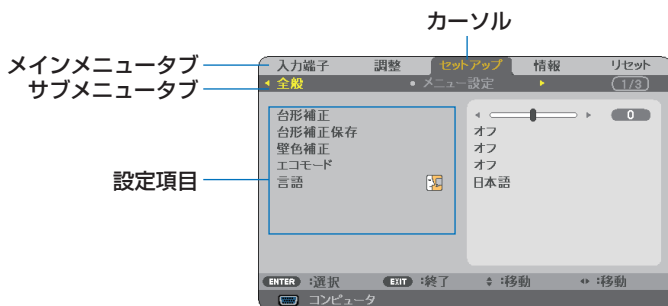 カーソル
メインメニュータブ
入力端子 調整 セットアップ 情報 リセット
サブメニュータブ
全般 メニュー設定 1/3
台形補正 0
台形補正保存 オフ
壁色補正 オフ
エコモード オフ
設定項目
言語 日本語
ENTER :選択 EXIT :終了 :移動 :移動
コンピュータ